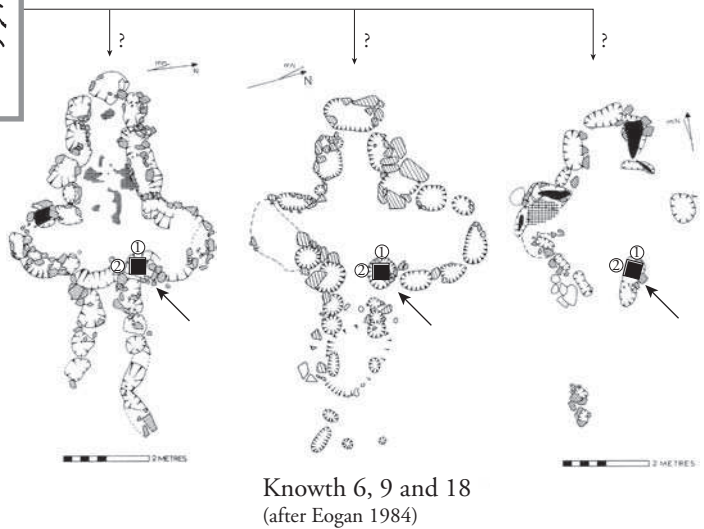 ? ? ?
N
N
① ① ①
② ② ②
2 METRES
2 METRES
Knowth 6, 9 and 18
(after Eogan 1984)